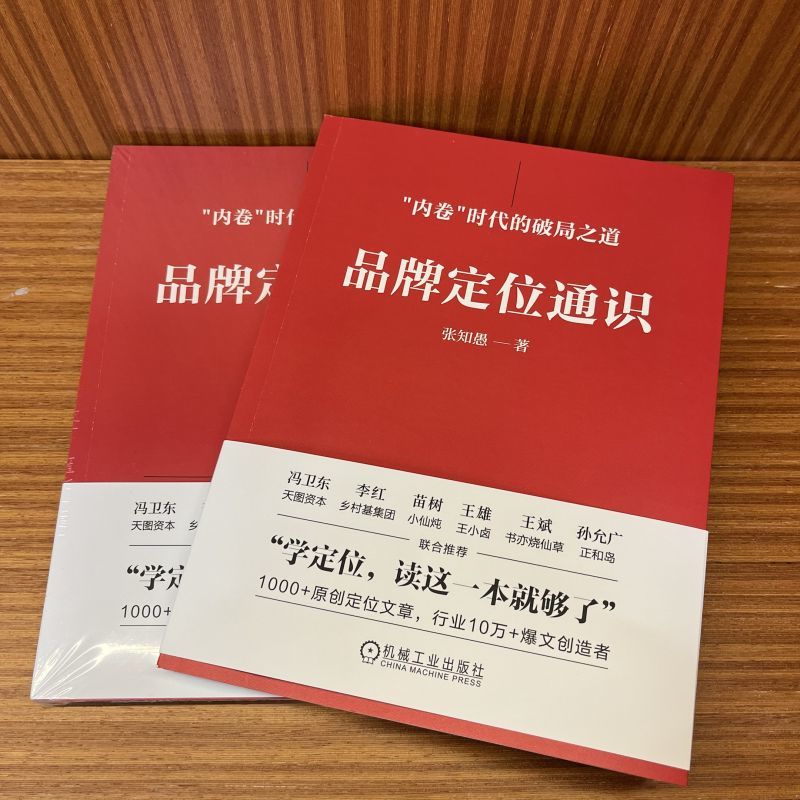 "内卷"时代的破局之道
品牌定位通识
张知愚 — 著
冯卫东 李红 苗树 王雄 王斌 孙允广
天图资本 乡村基集团 小仙炖 王小卤 书亦烧仙草 正和岛
联合推荐
“学定位，读这一本就够了”
1000+原创定位文章，行业10万+爆文创造者
机械工业出版社
CHINA MACHINE PRESS
"内卷"时
品牌定
冯卫东
天图资本
“学定
1000+